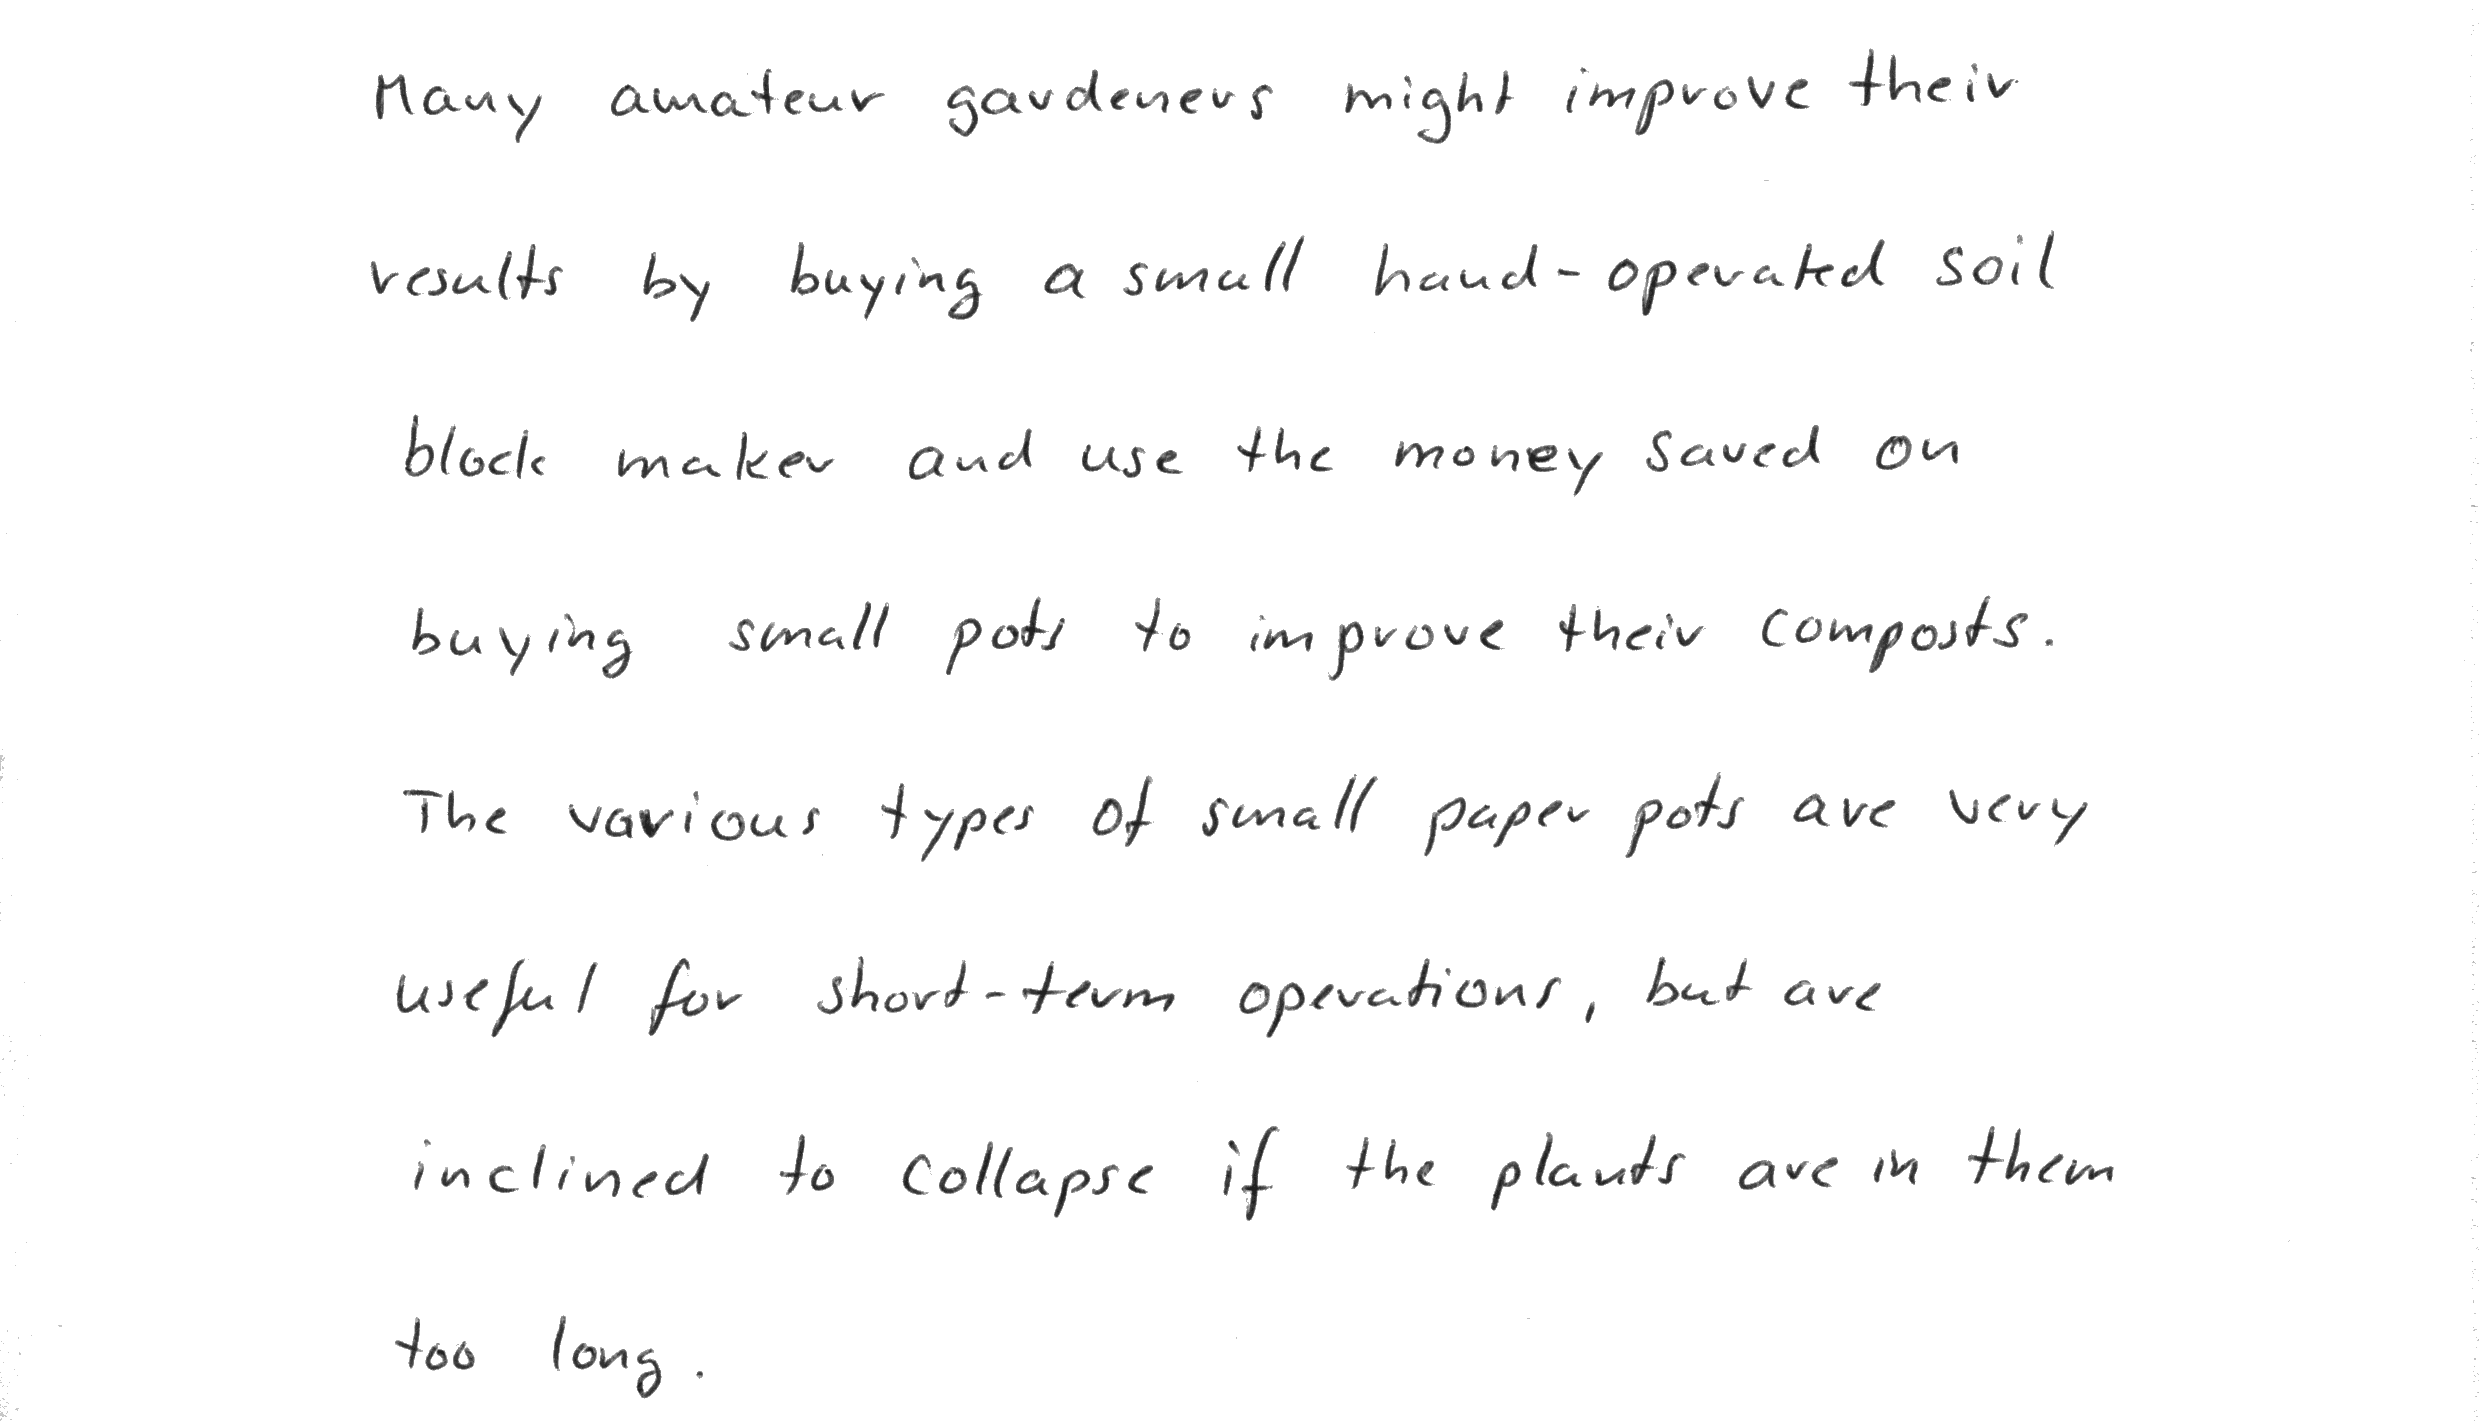 Many amateur gardeners might improve their
results by buying a small hand-operated soil
block maker and use the money saved on
buying small pots to improve their composts.
The various types of small paper pots are very
useful for short-term operations, but are
inclined to collapse if the plants are in them
too long.